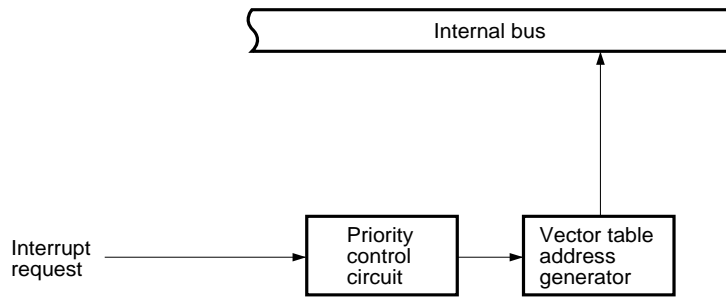 Internal bus
Interrupt
request
Priority
control
circuit
Vector table
address
generator